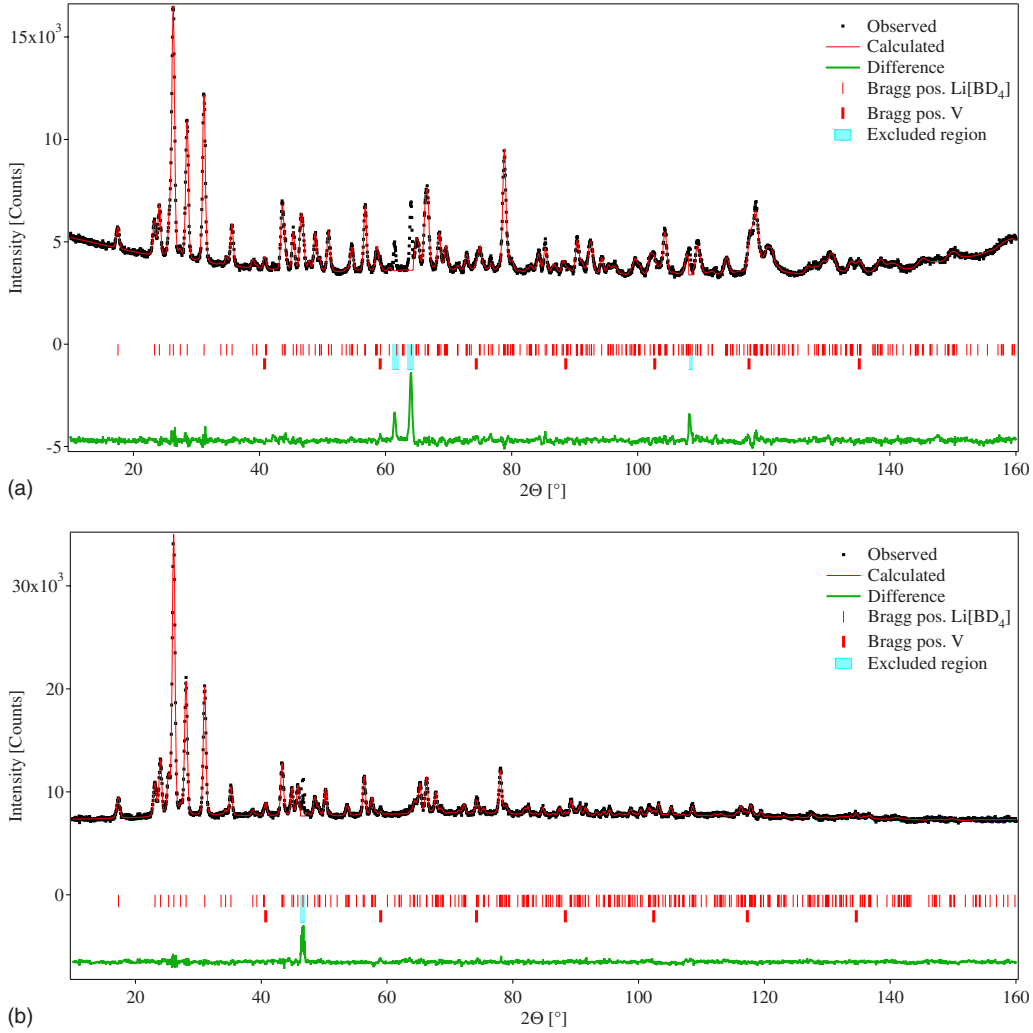 15x10³
10
5
0
-5
Intensity [Counts]
Observed
Calculated
Difference
Bragg pos. Li[BD₄]
Bragg pos. V
Excluded region
20 40 60 80 100 120 140 160
2Θ [°]
(a)
30x10³
20
10
0
Intensity [Counts]
Observed
Calculated
Difference
Bragg pos. Li[BD₄]
Bragg pos. V
Excluded region
20 40 60 80 100 120 140 160
2Θ [°]
(b)